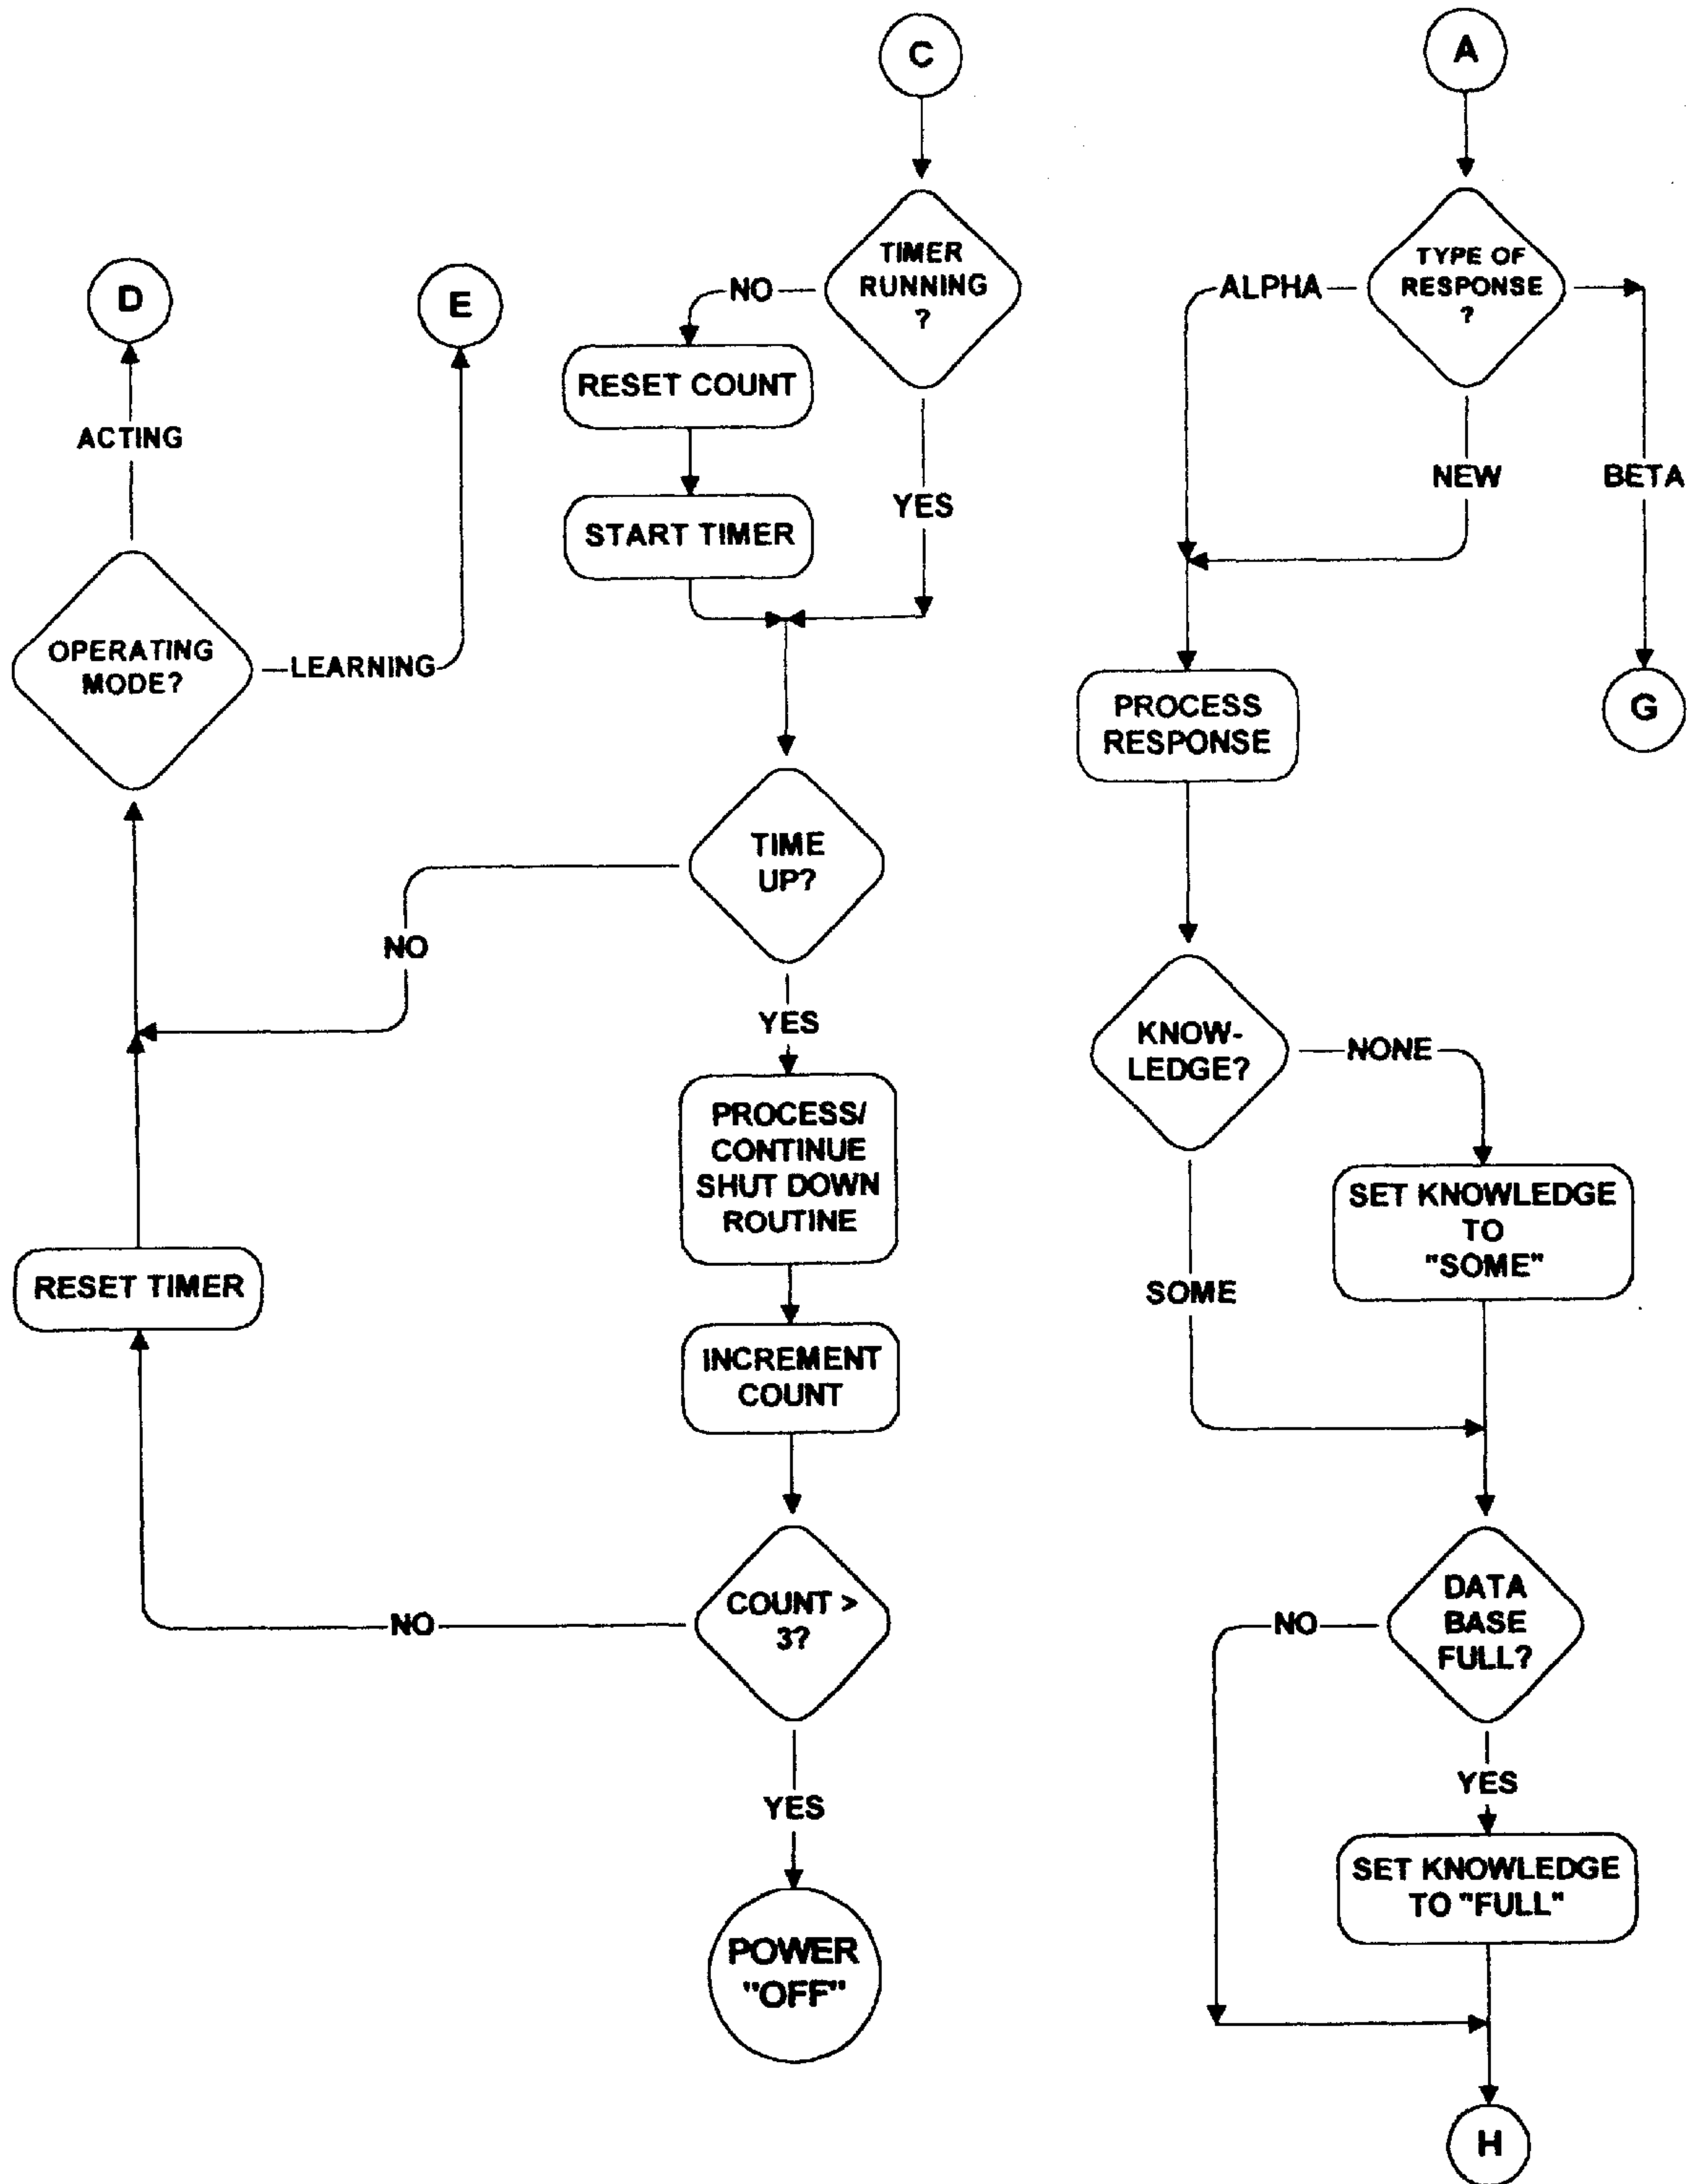 C
A
TIMER
RUNNING
?
NO
YES
RESET COUNT
START TIMER
D
E
ACTING
OPERATING
MODE?
LEARNING
TIME
UP?
NO
YES
PROCESS/
CONTINUE
SHUT DOWN
ROUTINE
RESET TIMER
INCREMENT
COUNT
COUNT >
3?
NO
YES
POWER
"OFF"
TYPE OF
RESPONSE
?
ALPHA
NEW
BETA
G
PROCESS
RESPONSE
KNOW-
LEDGE?
NONE
SOME
SET KNOWLEDGE
TO
"SOME"
DATA
BASE
FULL?
NO
YES
SET KNOWLEDGE
TO "FULL"
H